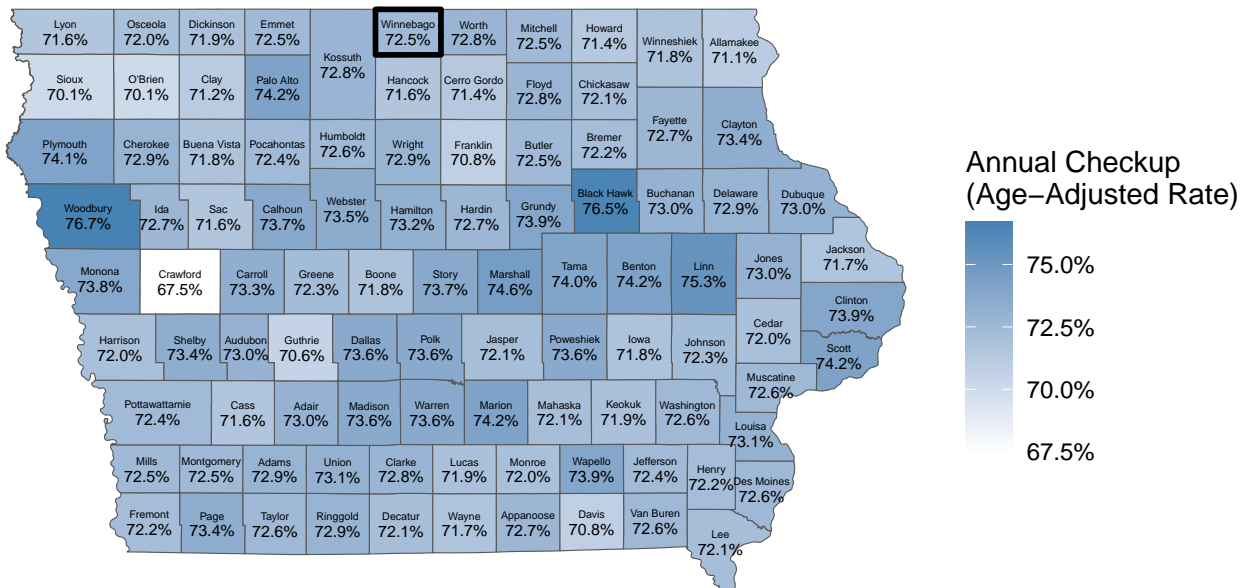 Lyon
71.6%
Osceola
72.0%
Dickinson
71.9%
Emmet
72.5%
Kossuth
72.8%
Winnebago
72.5%
Worth
72.8%
Mitchell
72.5%
Howard
71.4%
Winneshiek
71.8%
Allamakee
71.1%
Sioux
70.1%
O'Brien
70.1%
Clay
71.2%
Palo Alto
74.2%
Hancock
71.6%
Cerro Gordo
71.4%
Floyd
72.8%
Chickasaw
72.1%
Fayette
72.7%
Clayton
73.4%
Plymouth
74.1%
Cherokee
72.9%
Buena Vista
71.8%
Pocahontas
72.4%
Humboldt
72.6%
Wright
72.9%
Franklin
70.8%
Butler
72.5%
Bremer
72.2%
Woodbury
76.7%
Ida
72.7%
Sac
71.6%
Calhoun
73.7%
Webster
73.5%
Hamilton
73.2%
Hardin
72.7%
Grundy
73.9%
Black Hawk
76.5%
Buchanan
73.0%
Delaware
72.9%
Dubuque
73.0%
Monona
73.8%
Crawford
67.5%
Carroll
73.3%
Greene
72.3%
Boone
71.8%
Story
73.7%
Marshall
74.6%
Tama
74.0%
Benton
74.2%
Linn
75.3%
Jones
73.0%
Jackson
71.7%
Clinton
73.9%
Harrison
72.0%
Shelby
73.4%
Audubon
73.0%
Guthrie
70.6%
Dallas
73.6%
Polk
73.6%
Jasper
72.1%
Poweshiek
73.6%
Iowa
71.8%
Johnson
72.3%
Cedar
72.0%
Scott
74.2%
Muscatine
72.6%
Pottawattamie
72.4%
Cass
71.6%
Adair
73.0%
Madison
73.6%
Warren
73.6%
Marion
74.2%
Mahaska
72.1%
Keokuk
71.9%
Washington
72.6%
Louisa
73.1%
Mills
72.5%
Montgomery
72.5%
Adams
72.9%
Union
73.1%
Clarke
72.8%
Lucas
71.9%
Monroe
72.0%
Wapello
73.9%
Jefferson
72.4%
Henry
72.2%
Des Moines
72.6%
Fremont
72.2%
Page
73.4%
Taylor
72.6%
Ringgold
72.9%
Decatur
72.1%
Wayne
71.7%
Appanoose
72.7%
Davis
70.8%
Van Buren
72.6%
Lee
72.1%
Annual Checkup
(Age−Adjusted Rate)
75.0%
72.5%
70.0%
67.5%